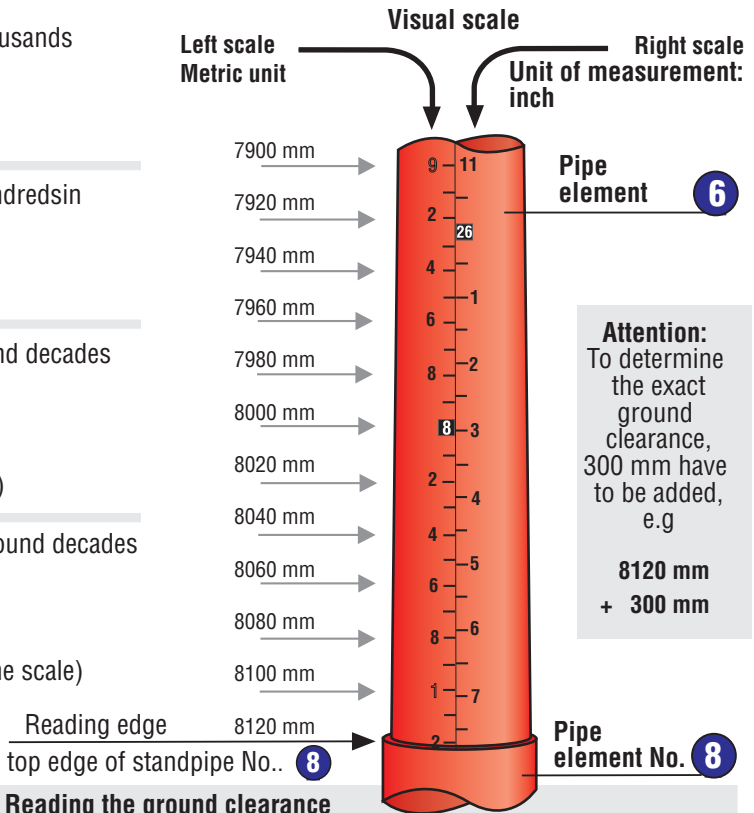 ousands
ndredsin
nd decades
)
ound decades
ne scale)
Visual scale
Left scale
Metric unit
Right scale
Unit of measurement:
inch
7900 mm
7920 mm
7940 mm
7960 mm
7980 mm
8000 mm
8020 mm
8040 mm
8060 mm
8080 mm
8100 mm
Reading edge 8120 mm
top edge of standpipe No.. 8
9 11
2
26
4
1
6
2
8
8 3
2
4
4
5
6
6
8
1 7
2
Pipe
element 6
Attention:
To determine
the exact
ground
clearance,
300 mm have
to be added,
e.g
8120 mm
+ 300 mm
Pipe
element No. 8
Reading the ground clearance